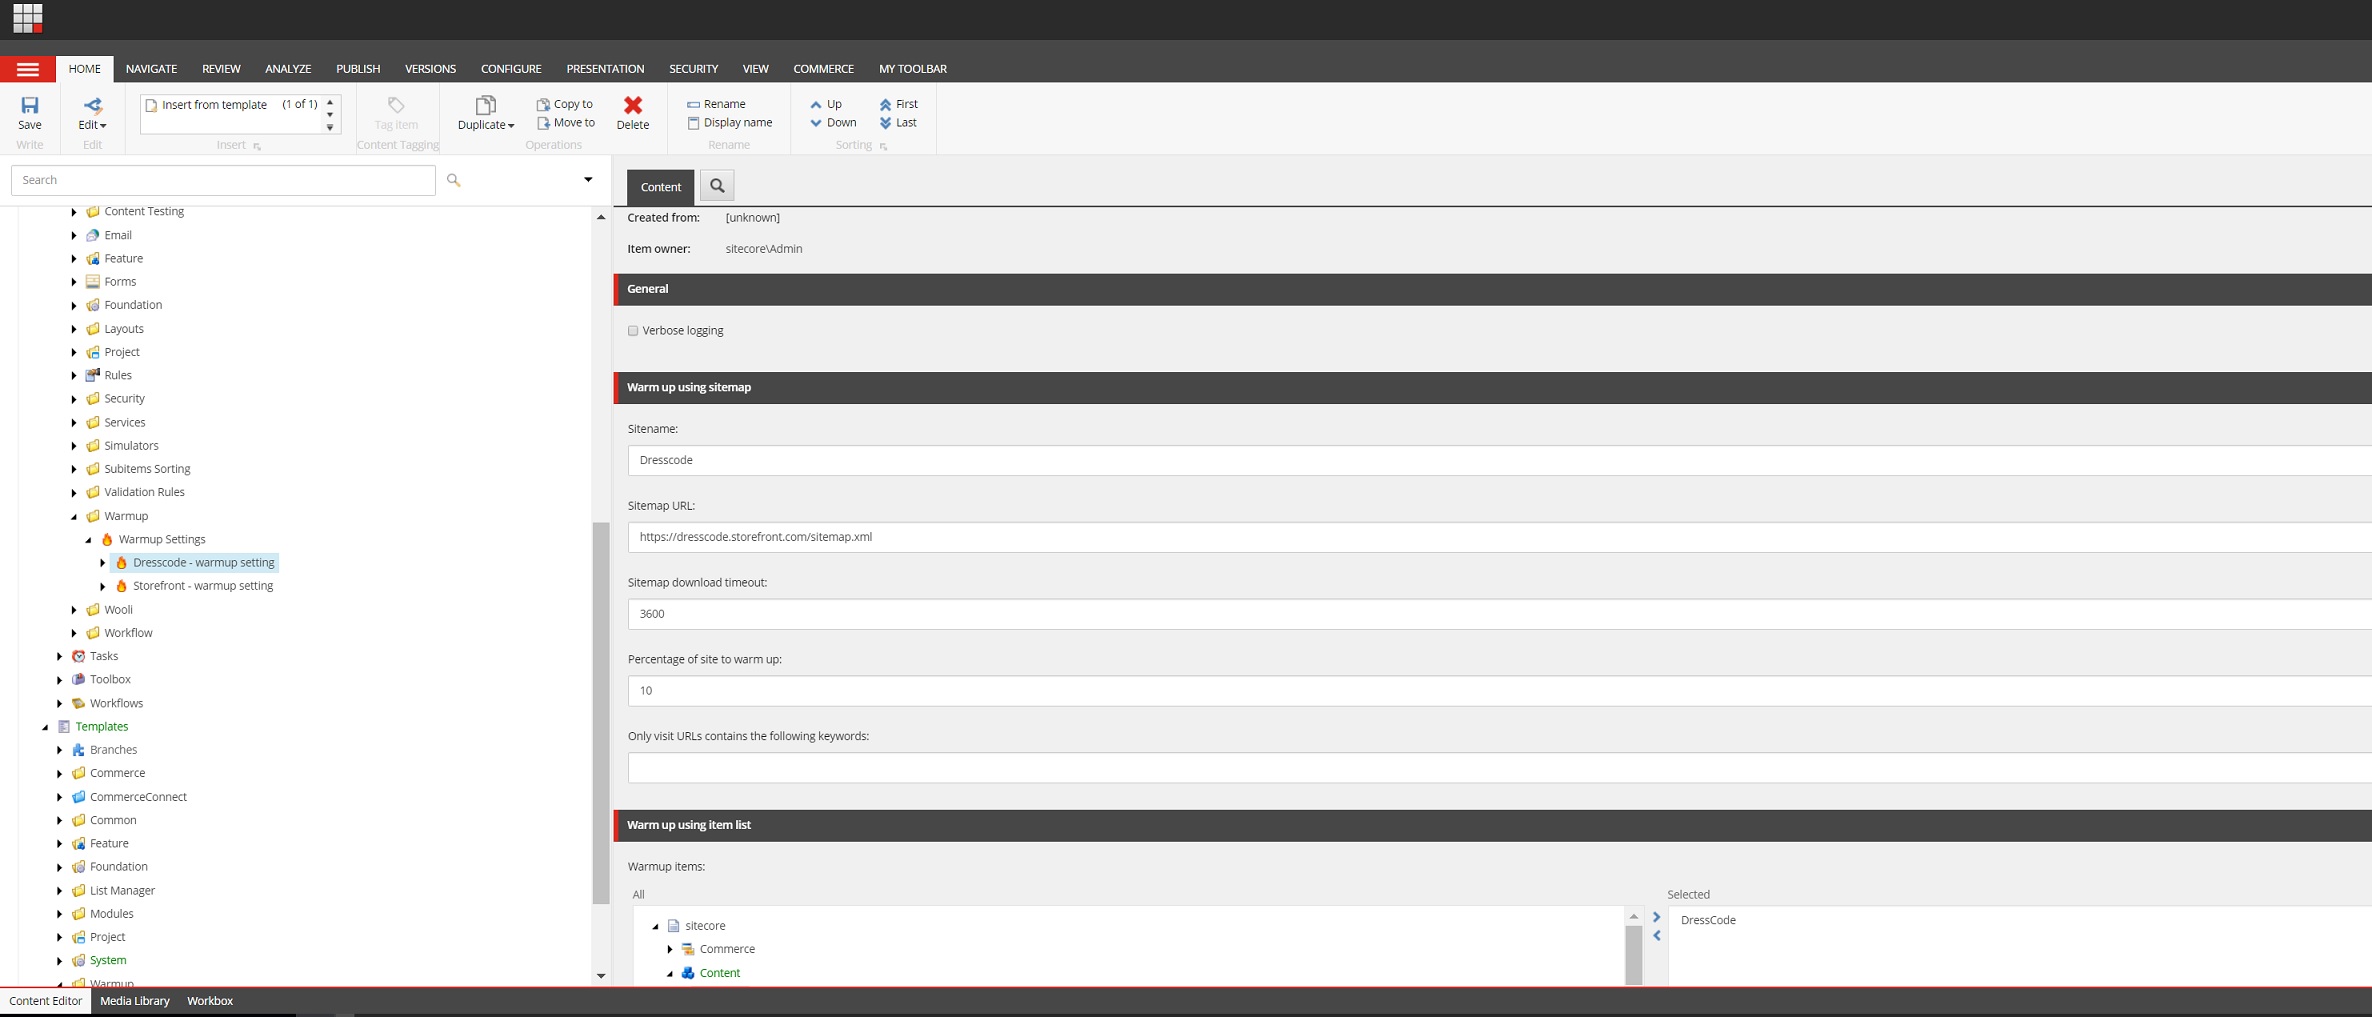 HOME NAVIGATE REVIEW ANALYZE PUBLISH VERSIONS CONFIGURE PRESENTATION SECURITY VIEW COMMERCE MY TOOLBAR
Save
Write
Edit
Edit
Insert from template (1 of 1)
Insert
Tag item
Content Tagging
Duplicate
Copy to
Move to
Delete
Operations
Rename
Display name
Rename
Up
Down
First
Last
Sorting
Search
Content Testing
Email
Feature
Forms
Foundation
Layouts
Project
Rules
Security
Services
Simulators
Subitems Sorting
Validation Rules
Warmup
Warmup Settings
Dresscode - warmup setting
Storefront - warmup setting
Wooli
Workflow
Tasks
Toolbox
Workflows
Templates
Branches
Commerce
CommerceConnect
Common
Feature
Foundation
List Manager
Modules
Project
System
Warmup
Content
Created from: [unknown]
Item owner: sitecore\Admin
General
Verbose logging
Warm up using sitemap
Sitename:
Dresscode
Sitemap URL:
https://dresscode.storefront.com/sitemap.xml
Sitemap download timeout:
3600
Percentage of site to warm up:
10
Only visit URLs contains the following keywords:
Warm up using item list
Warmup items:
All
sitecore
Commerce
Content
Selected
DressCode
Content Editor Media Library Workbox